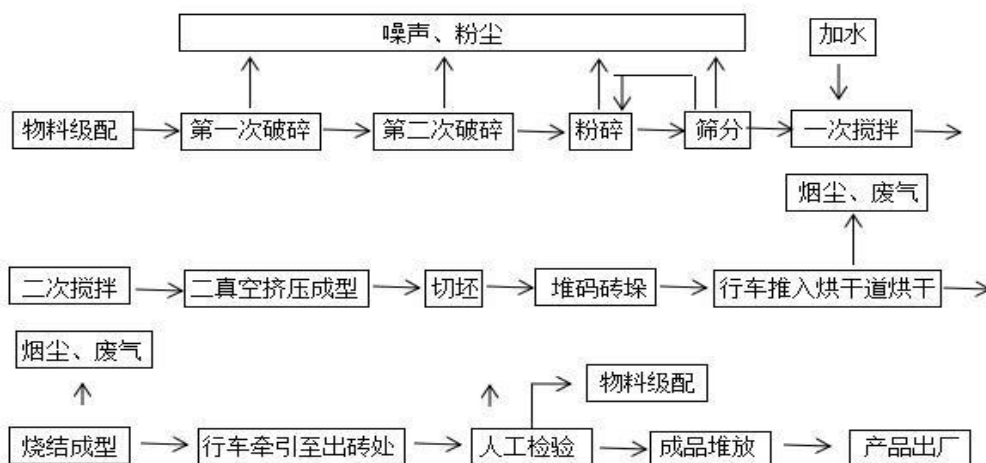 噪声、粉尘
加水
物料级配
第一次破碎
第二次破碎
粉碎
筛分
一次搅拌
烟尘、废气
二次搅拌
二真空挤压成型
切坯
堆码砖垛
行车推入烘干道烘干
烟尘、废气
物料级配
烧结成型
行车牵引至出砖处
人工检验
成品堆放
产品出厂